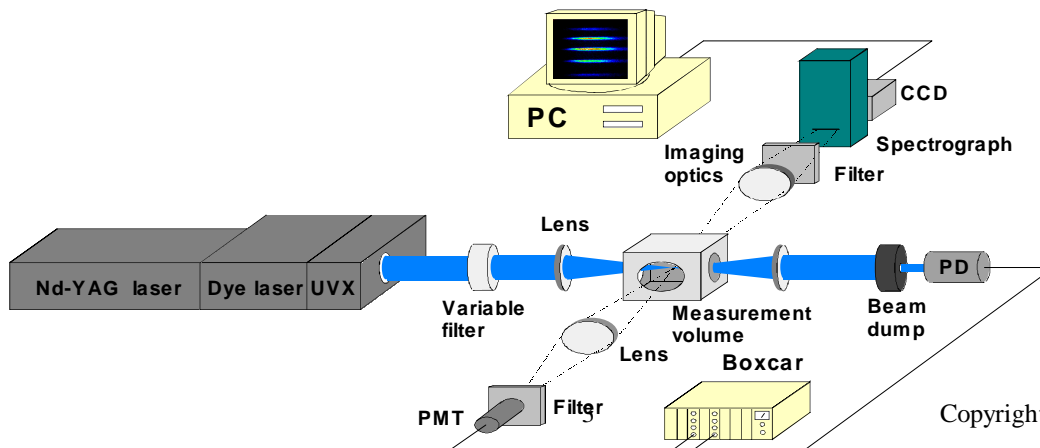 PC
CCD
Spectrograph
Imaging
optics
Filter
Lens
Nd-YAG laser
Dye laser
UVX
Variable
filter
Measurement
volume
PD
Beam
dump
Lens
Boxcar
PMT
Filter
5
Copyright